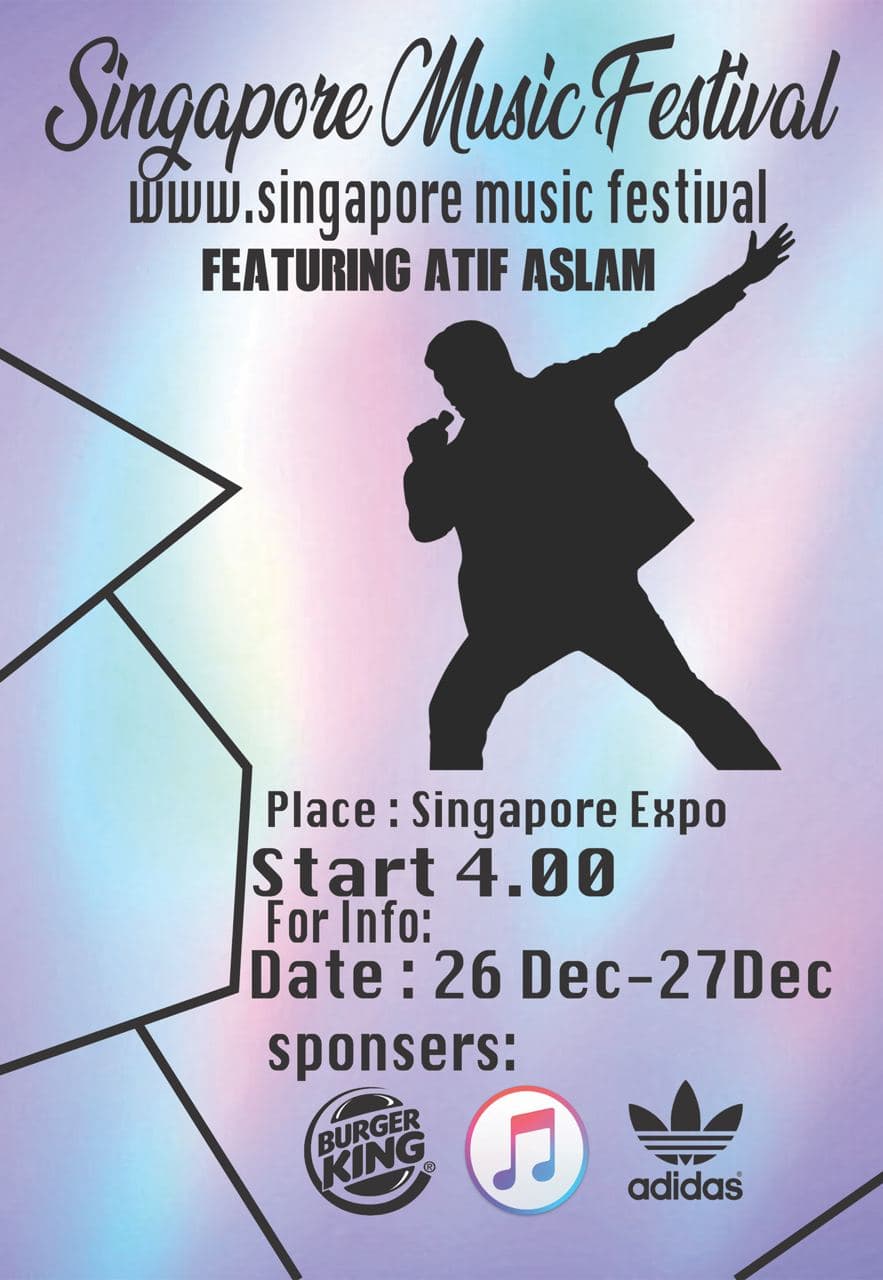 Singapore Music Festival
www.singapore music festival
FEATURING ATIF ASLAM
Place : Singapore Expo
Start 4.00
For Info:
Date : 26 Dec-27Dec
sponsers:
BURGER
KING®
adidas®